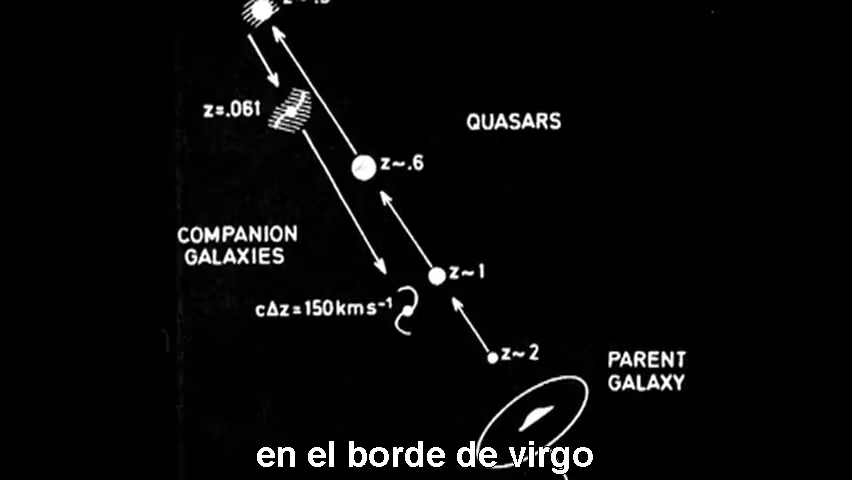 z=.061
QUASARS
z~.6
COMPANION
GALAXIES
z~1
cΔz=150kms⁻¹
z~2
PARENT
GALAXY
en el borde de virgo